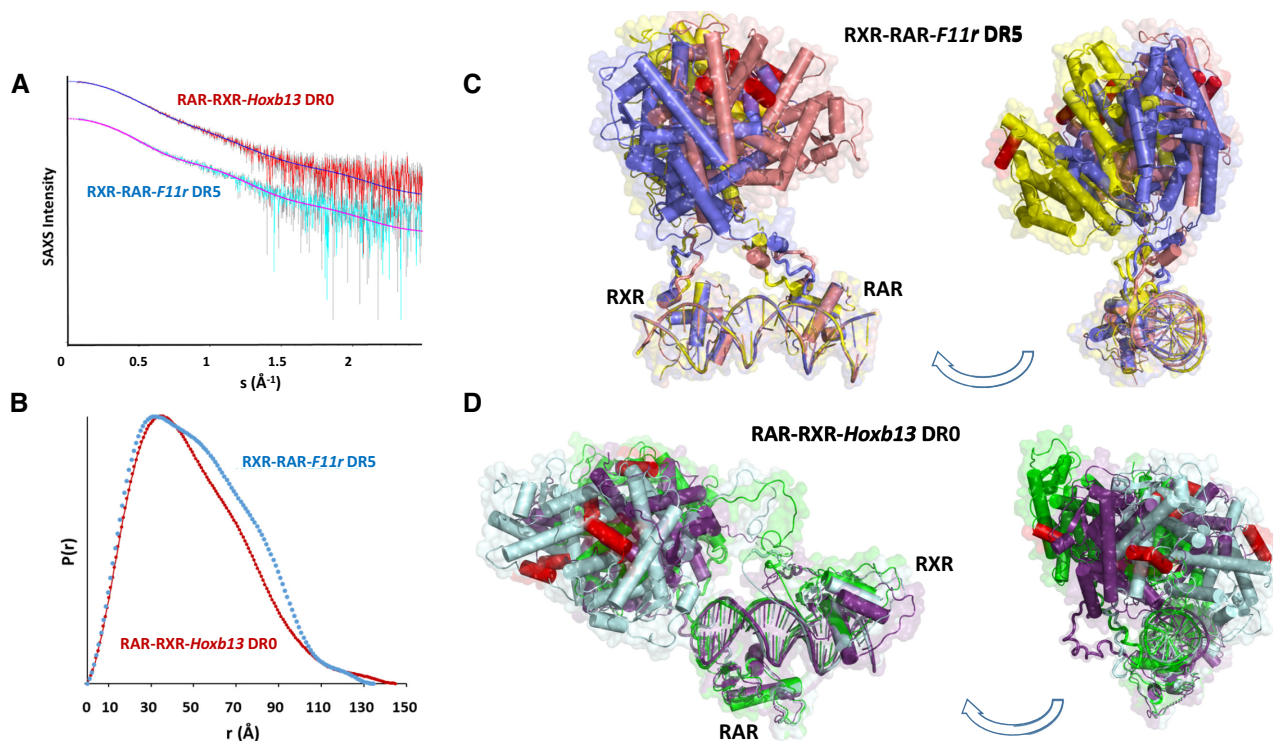 A
SAXS Intensity
RAR-RXR-Hoxb13 DR0
RXR-RAR-F11r DR5
0 0.5 1 1.5 2
s (Å-1)
B
P(r)
RXR-RAR-F11r DR5
RAR-RXR-Hoxb13 DR0
0 10 30 50 70 90 110 130 150
r (Å)
C
RXR-RAR-F11r DR5
RXR
RAR
D
RAR-RXR-Hoxb13 DR0
RXR
RAR